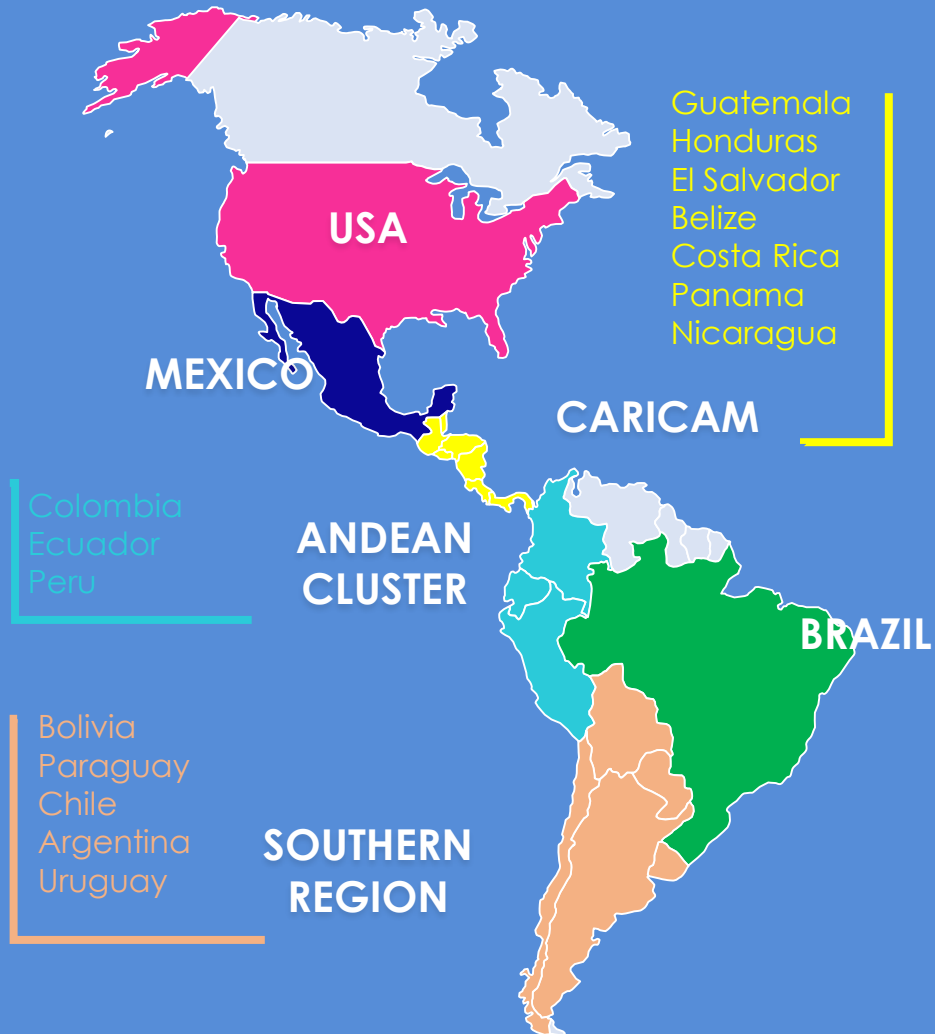 Guatemala
Honduras
El Salvador
Belize
Costa Rica
Panama
Nicaragua
USA
MEXICO
CARICAM
Colombia
Ecuador
Peru
ANDEAN
CLUSTER
BRAZIL
Bolivia
Paraguay
Chile
Argentina
Uruguay
SOUTHERN
REGION